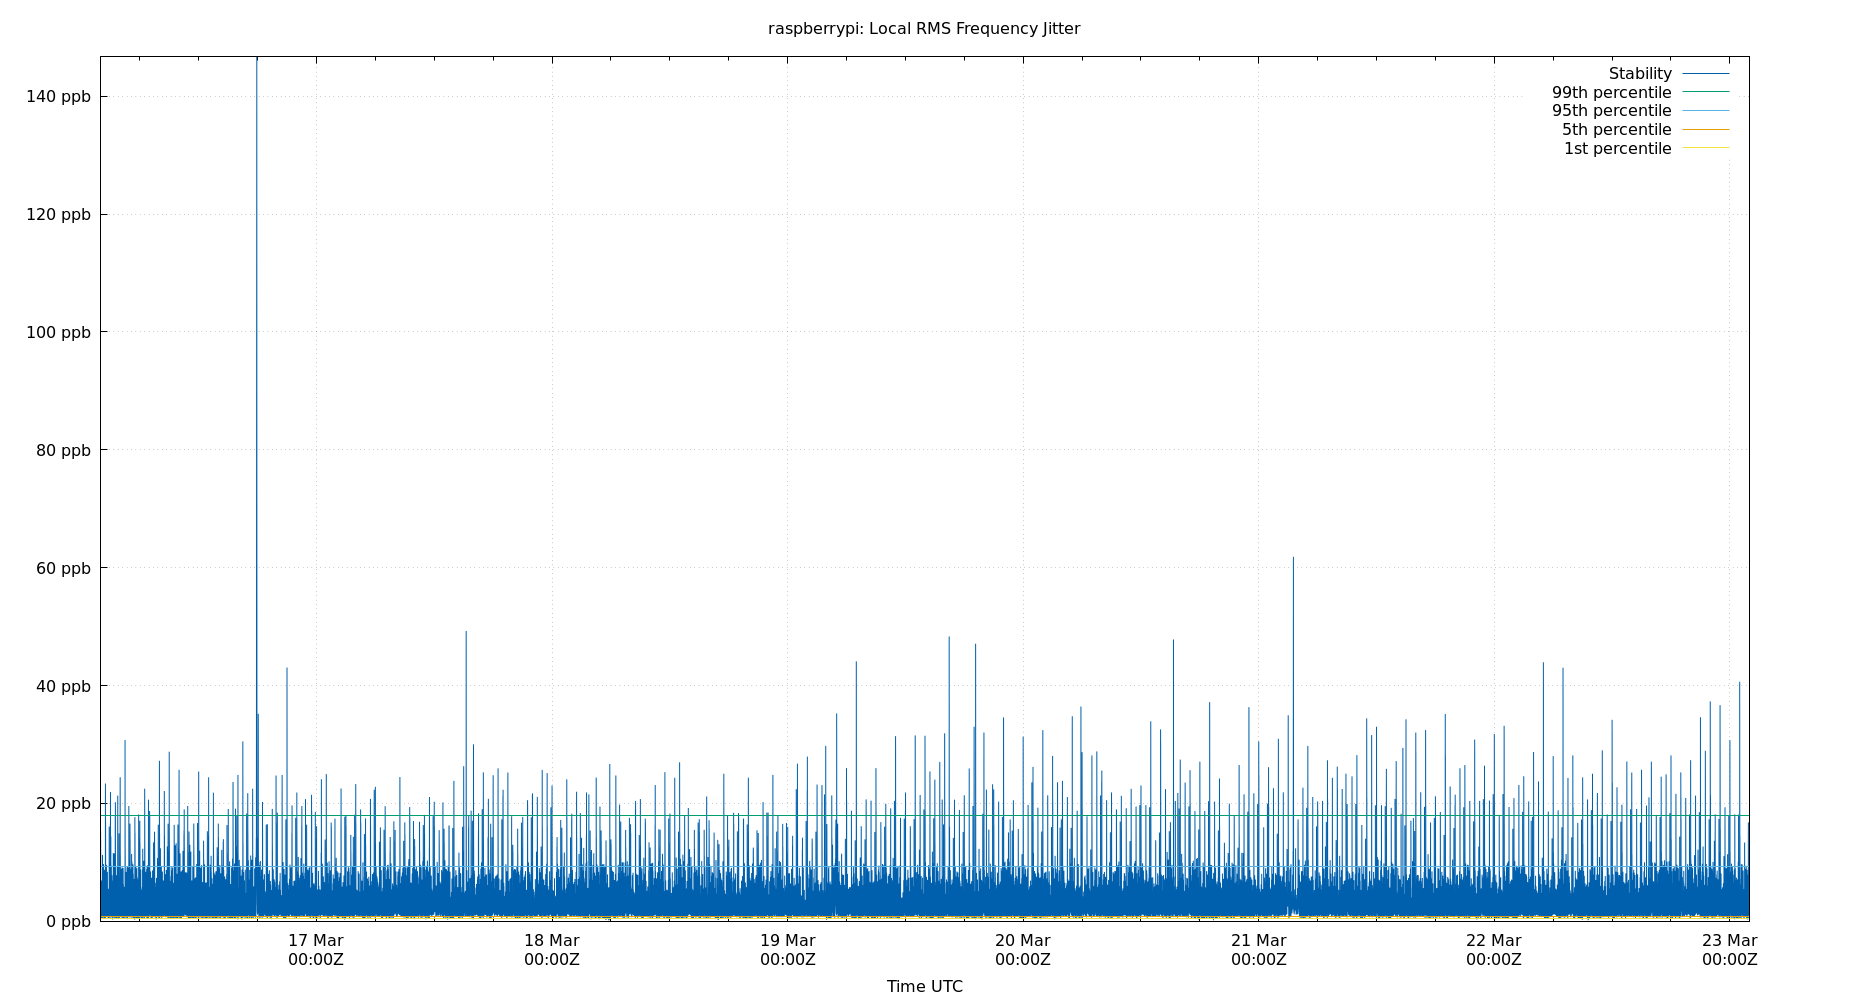 raspberrypi: Local RMS Frequency Jitter
Stability
99th percentile
95th percentile
5th percentile
1st percentile
140 ppb
120 ppb
100 ppb
80 ppb
60 ppb
40 ppb
20 ppb
0 ppb
17 Mar 00:00Z
18 Mar 00:00Z
19 Mar 00:00Z
20 Mar 00:00Z
21 Mar 00:00Z
22 Mar 00:00Z
23 Mar 00:00Z
Time UTC